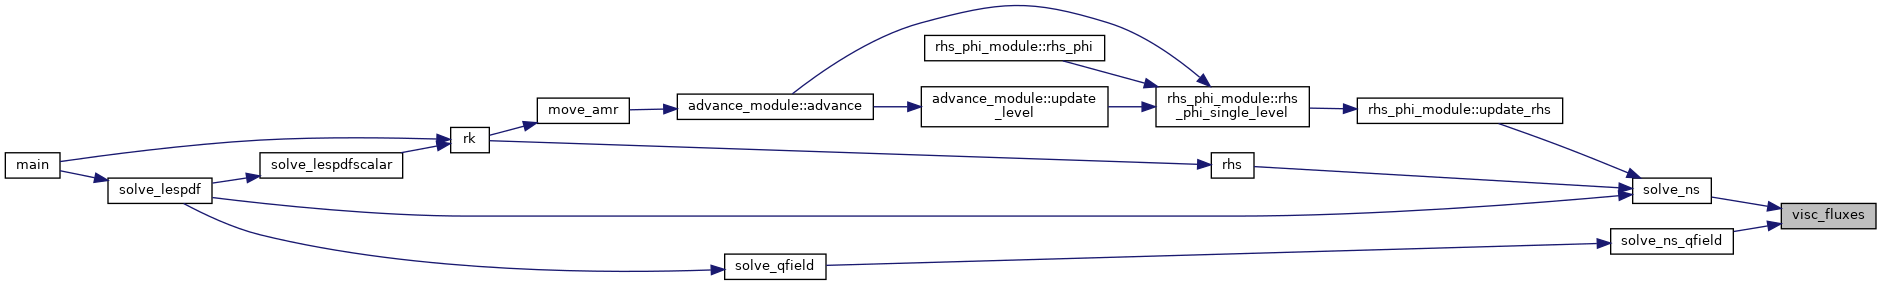 main
solve_lespdf
solve_lespdfscalar
rk
move_amr
advance_module::advance
rhs_phi_module::rhs_phi
advance_module::update
_level
rhs_phi_module::rhs
_phi_single_level
rhs_phi_module::update_rhs
rhs
solve_ns
visc_fluxes
solve_ns_qfield
solve_qfield